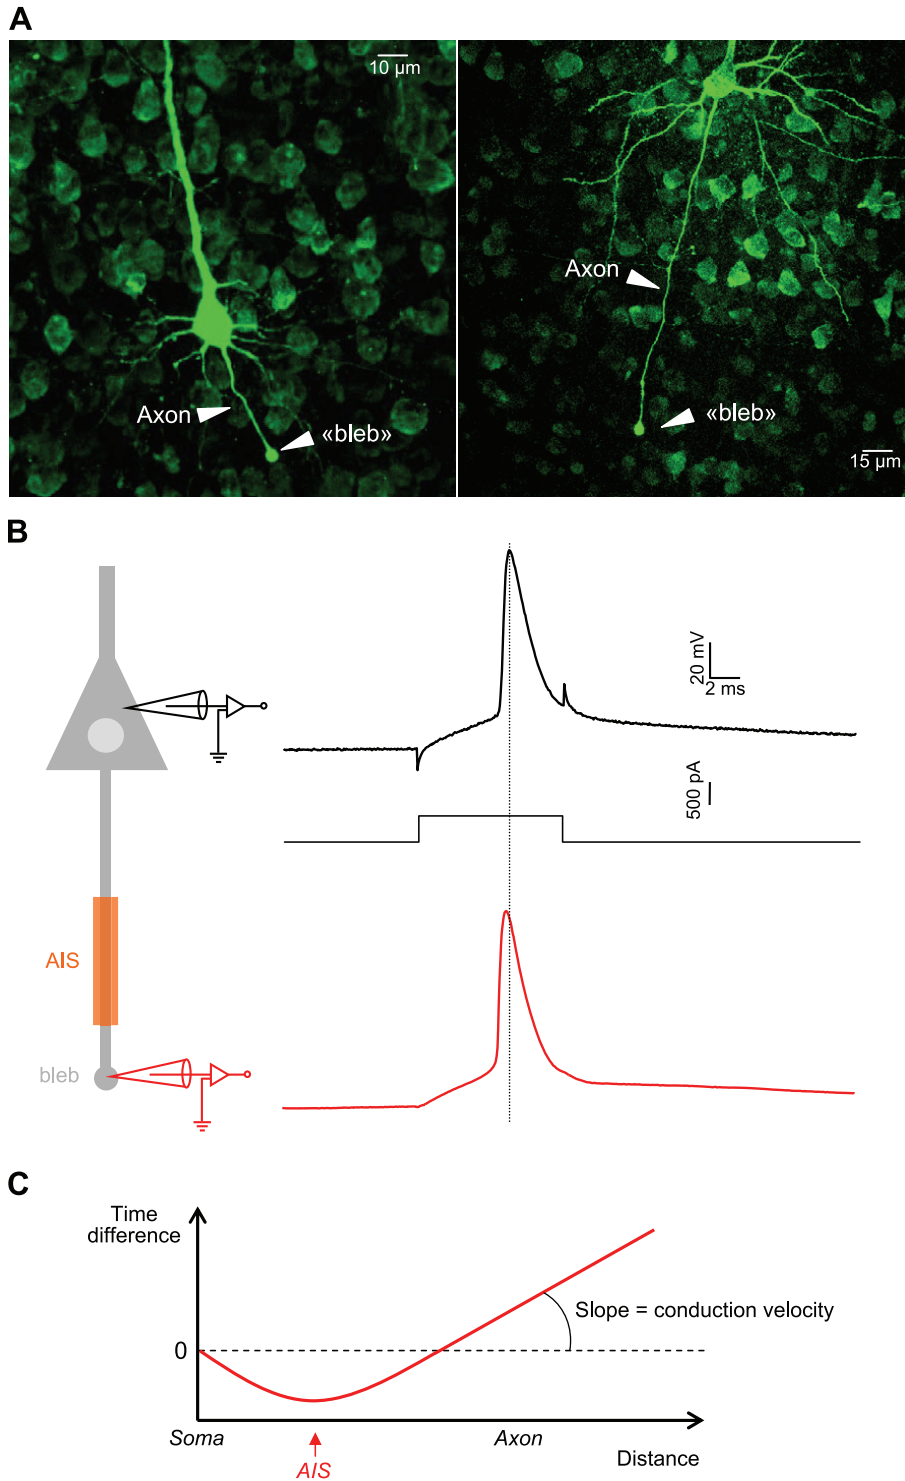 A
10 µm
Axon
«bleb»
Axon
«bleb»
15 µm
B
20 mV
2 ms
500 pA
AIS
bleb
C
Time
difference
Slope = conduction velocity
0
Soma
Axon
Distance
AIS